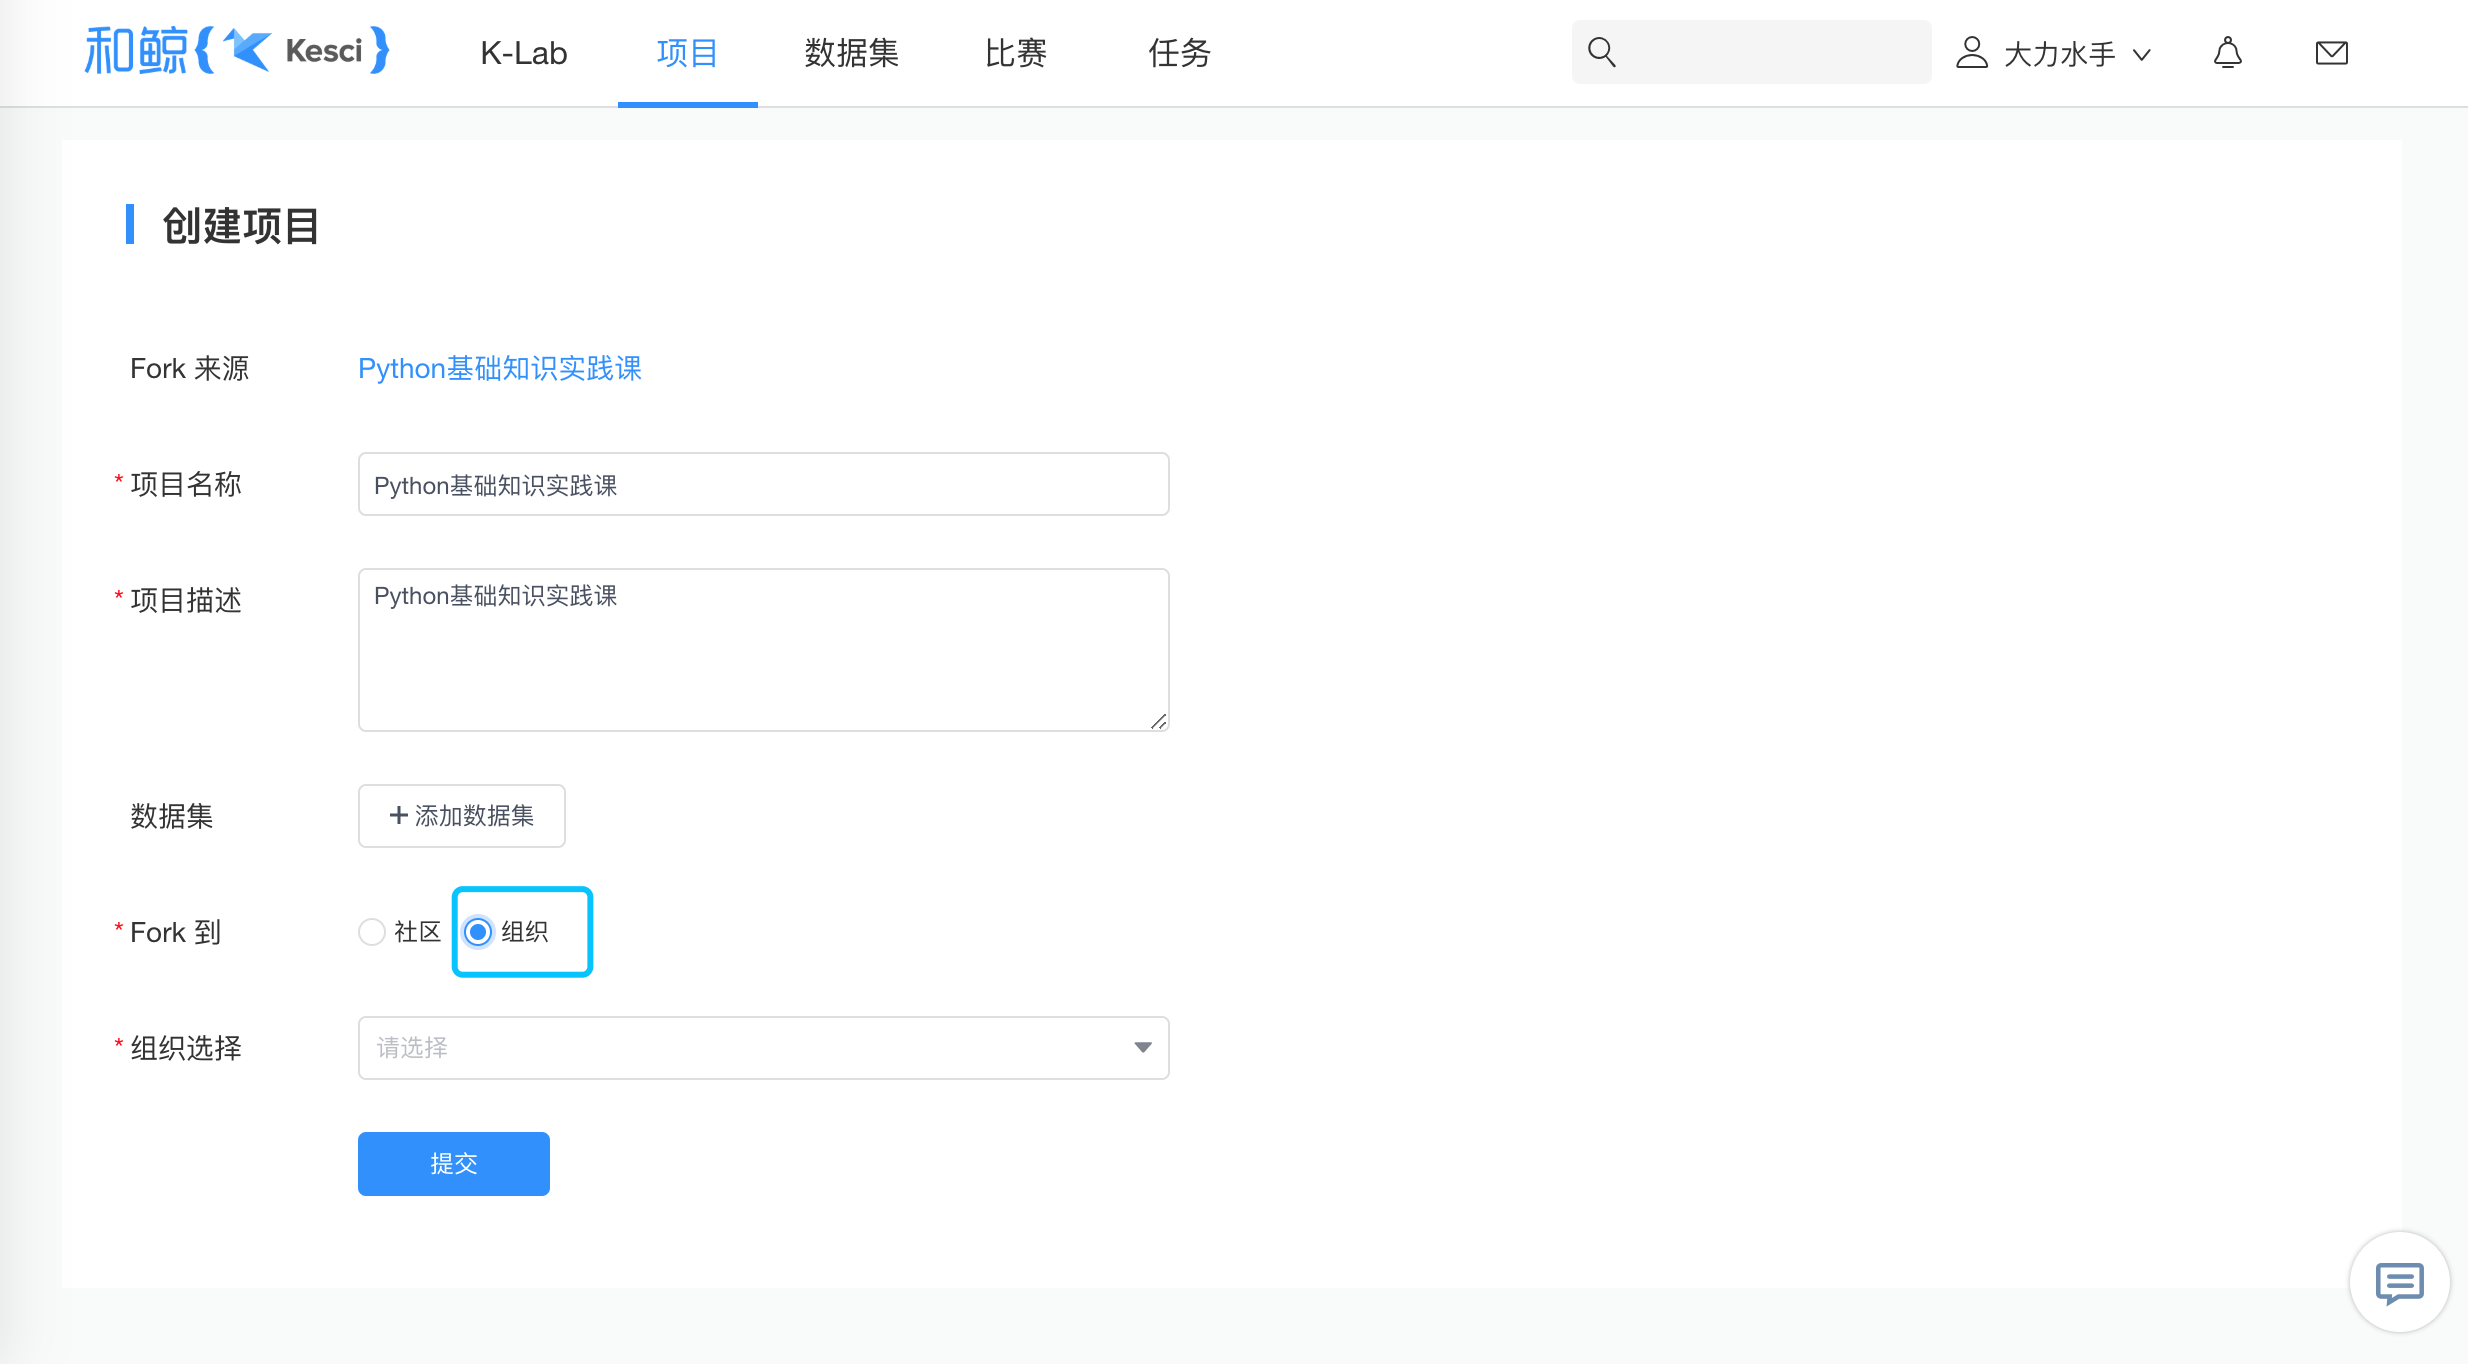 和鲸{ Kesci } K-Lab 项目 数据集 比赛 任务 大力水手
创建项目
Fork 来源 Python基础知识实践课
* 项目名称 Python基础知识实践课
* 项目描述 Python基础知识实践课
数据集 + 添加数据集
* Fork 到 社区 组织
* 组织选择 请选择
提交